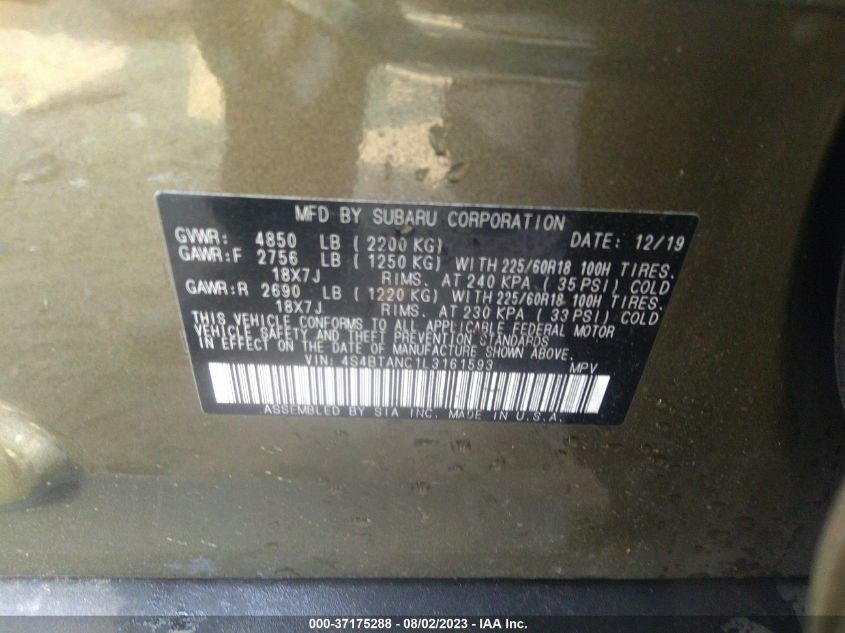 MFD BY SUBARU CORPORATION
GVWR: 4850 LB ( 2200 KG) DATE: 12/19
GAWR:F 2756 LB ( 1250 KG) WITH 225/60R18 100H TIRES.
18X7J RIMS. AT 240 KPA ( 35 PSI) COLD
GAWR:R 2690 LB ( 1220 KG) WITH 225/60R18 100H TIRES.
18X7J RIMS. AT 230 KPA ( 33 PSI) COLD
THIS VEHICLE CONFORMS TO ALL APPLICABLE FEDERAL MOTOR
VEHICLE SAFETY AND THEFT PREVENTION STANDARDS
IN EFFECT ON THE DATE OF MANUFACTURE SHOWN ABOVE.
VIN: 4S4BTANC1L3161593 MPV
ASSEMBLED BY SIA INC. MADE IN U.S.A.
000-37175288 - 08/02/2023 - IAA Inc.